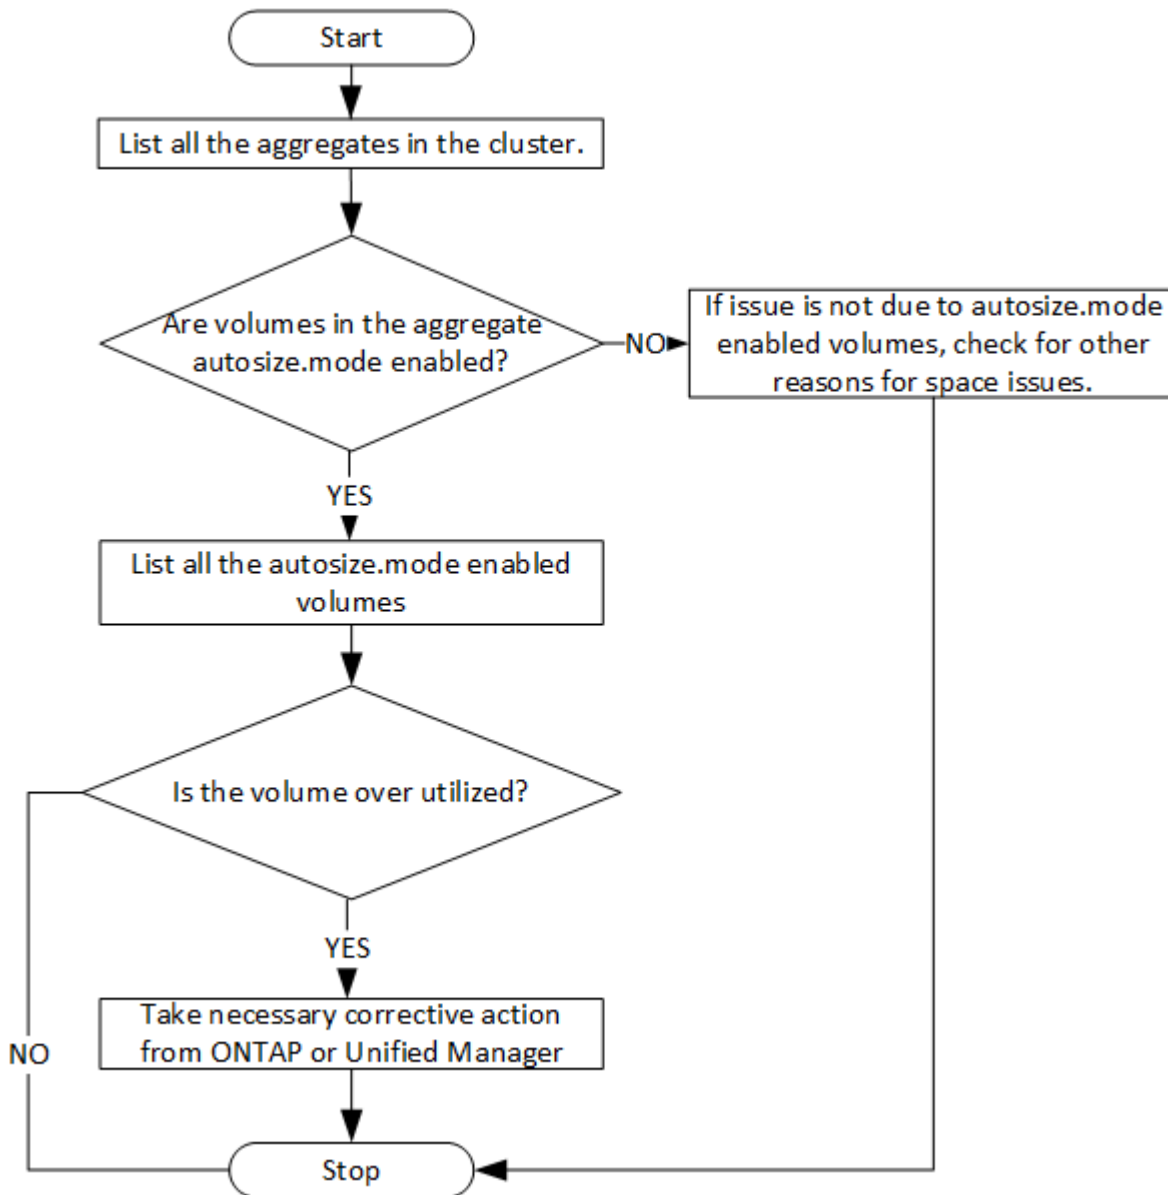 Start
List all the aggregates in the cluster.
Are volumes in the aggregate
autosize.mode enabled?
NO
If issue is not due to autosize.mode
enabled volumes, check for other
reasons for space issues.
YES
List all the autosize.mode enabled
volumes
Is the volume over utilized?
YES
Take necessary corrective action
from ONTAP or Unified Manager
NO
Stop